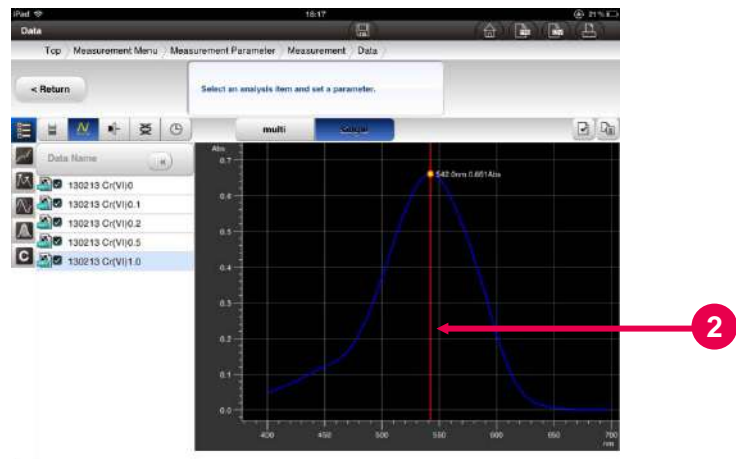 iPad 16:17 21%
Data
Top Measurement Menu Measurement Parameter Measurement Data
< Return
Select an analysis item and set a parameter.
multi
Data Name
«
130213 Cr(VI)0
130213 Cr(VI)0.1
130213 Cr(VI)0.2
130213 Cr(VI)0.5
130213 Cr(VI)1.0
C
Abs
0.7
542.0nm 0.661Abs
0.6
0.5
0.4
0.3
0.2
0.1
0.0
400 450 500 550 600 650 700
nm
2